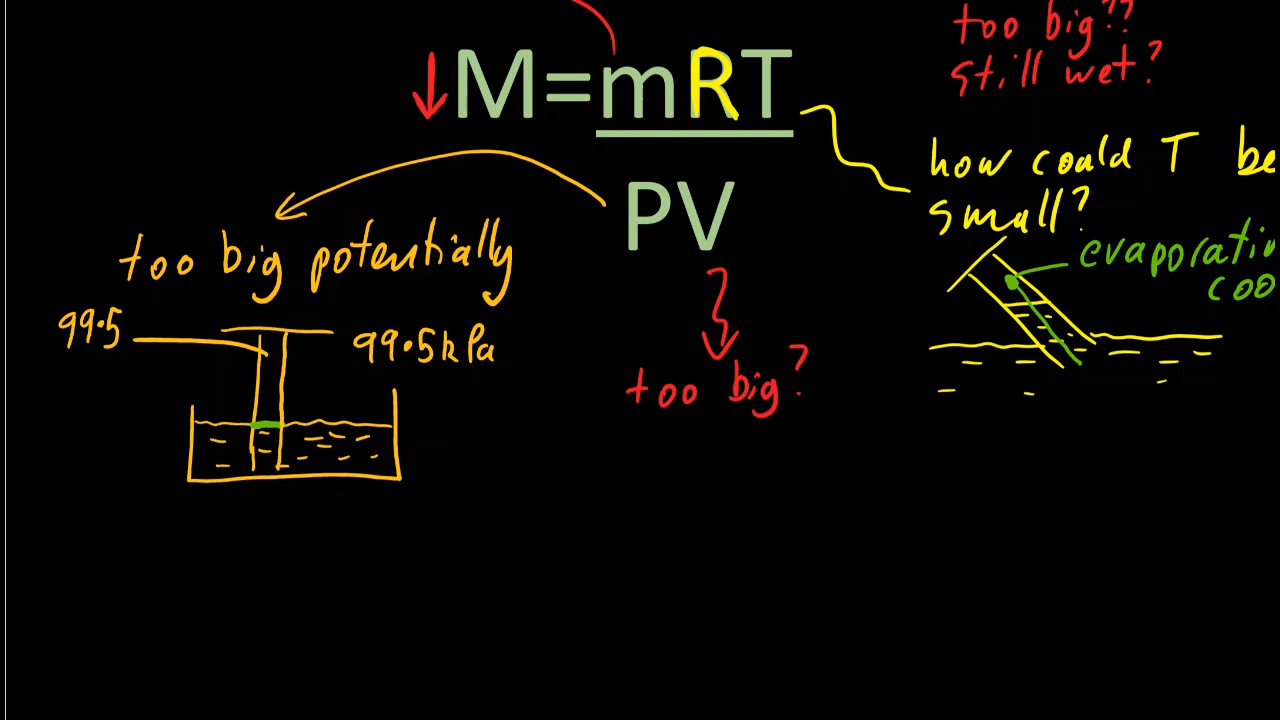 too big??
still wet?
M=mRT
PV
how could T be
small?
too big potentially
evaporati
coo
99.5
99.5kPa
too big?